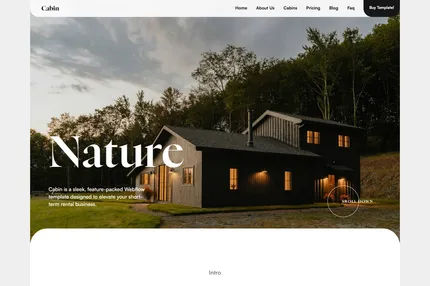 Cabin
Home About Us Cabins Pricing Blog Faq Buy Template!
Nature
Cabin is a sleek, feature-packed Webflow
template designed to elevate your short-
term rental business.
SROLL DOWN
Intro